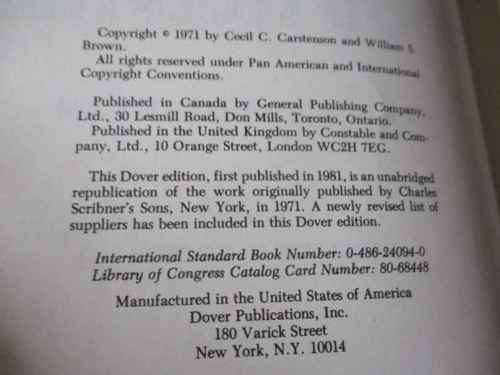 Copyright © 1971 by Cecil C. Carstenson and William S.
Brown.
All rights reserved under Pan American and International
Copyright Conventions.
Published in Canada by General Publishing Company,
Ltd., 30 Lesmill Road, Don Mills, Toronto, Ontario.
Published in the United Kingdom by Constable and Com-
pany, Ltd., 10 Orange Street, London WC2H 7EG.
This Dover edition, first published in 1981, is an unabridged
republication of the work originally published by Charles
Scribner's Sons, New York, in 1971. A newly revised list of
suppliers has been included in this Dover edition.
International Standard Book Number: 0-486-24094-0
Library of Congress Catalog Card Number: 80-68448
Manufactured in the United States of America
Dover Publications, Inc.
180 Varick Street
New York, N.Y. 10014